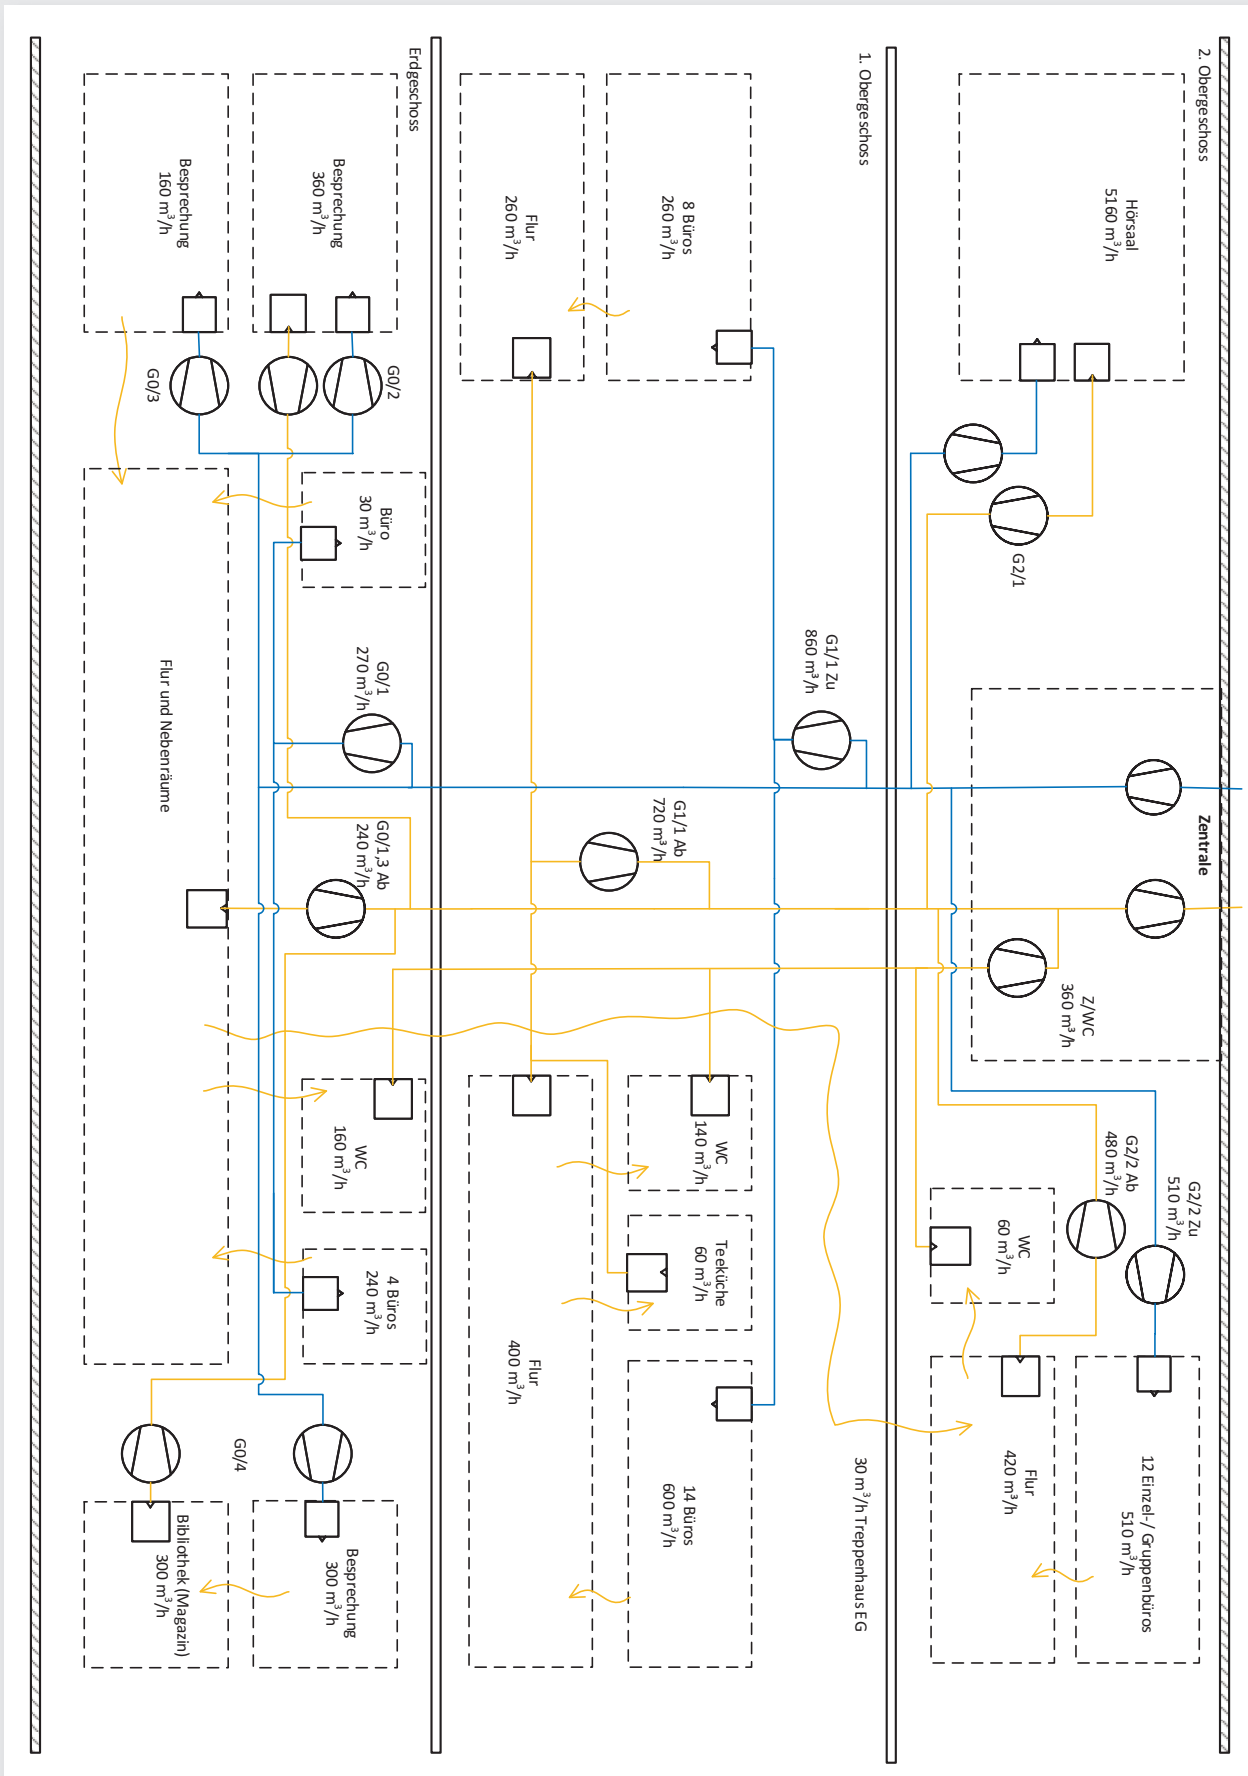 2. Obergeschoss
Hörsaal
5160 m³/h
G2/1
Zentrale
Z/WC
360 m³/h
G2/2 Zu
510 m³/h
G2/2 Ab
480 m³/h
WC
60 m³/h
12 Einzel-/ Gruppenbüros
510 m³/h
Flur
420 m³/h
1. Obergeschoss
8 Büros
260 m³/h
Flur
260 m³/h
G1/1 Zu
860 m³/h
G1/1 Ab
720 m³/h
WC
140 m³/h
Teeküche
60 m³/h
Flur
400 m³/h
14 Büros
600 m³/h
30 m³/h Treppenhaus EG
Erdgeschoss
Besprechung
360 m³/h
Besprechung
160 m³/h
G0/2
G0/3
Büro
30 m³/h
G0/1
270 m³/h
Flur und Nebenräume
G0/1,3 Ab
240 m³/h
WC
160 m³/h
4 Büros
240 m³/h
G0/4
Besprechung
300 m³/h
Bibliothek (Magazin)
300 m³/h